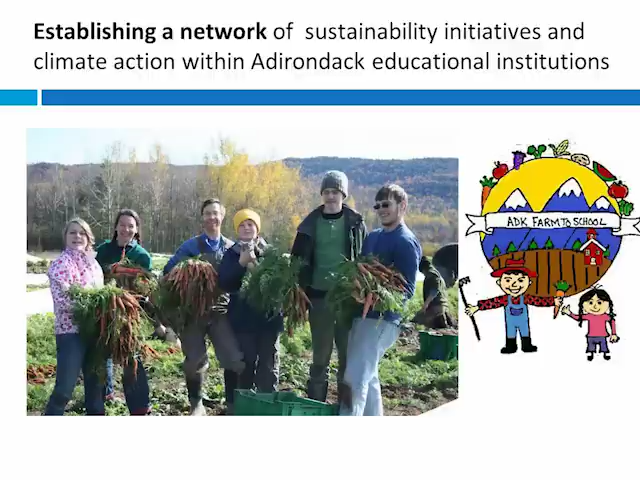 Establishing a network of sustainability initiatives and
climate action within Adirondack educational institutions
ADK FARM TO SCHOOL